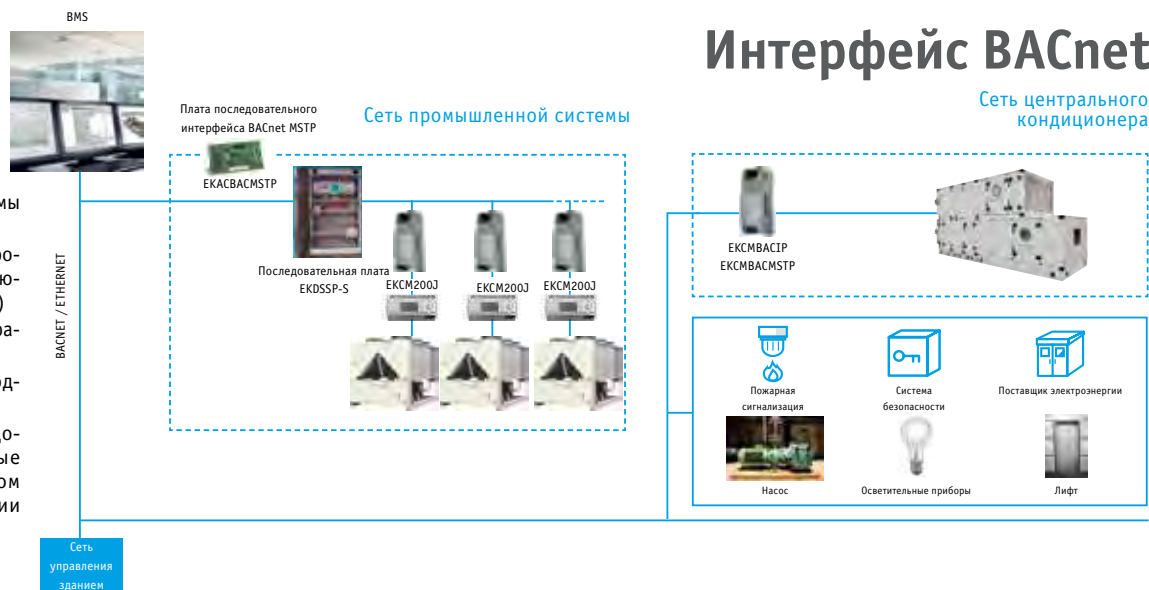 BMS
Интерфейс BACnet
Сеть центрального
кондиционера
Плата последовательного
интерфейса BACnet MSTP
Сеть промышленной системы
EKACBACMSTP
Последовательная плата
EKDSSP-S
EKCM200J
EKCM200J
EKCM200J
EKCMBACIP
EKCMBACMSTP
BACNET / ETHERNET
Пожарная
сигнализация
Система
безопасности
Поставщик электроэнергии
Насос
Осветительные приборы
Лифт
Сеть
управления
зданием